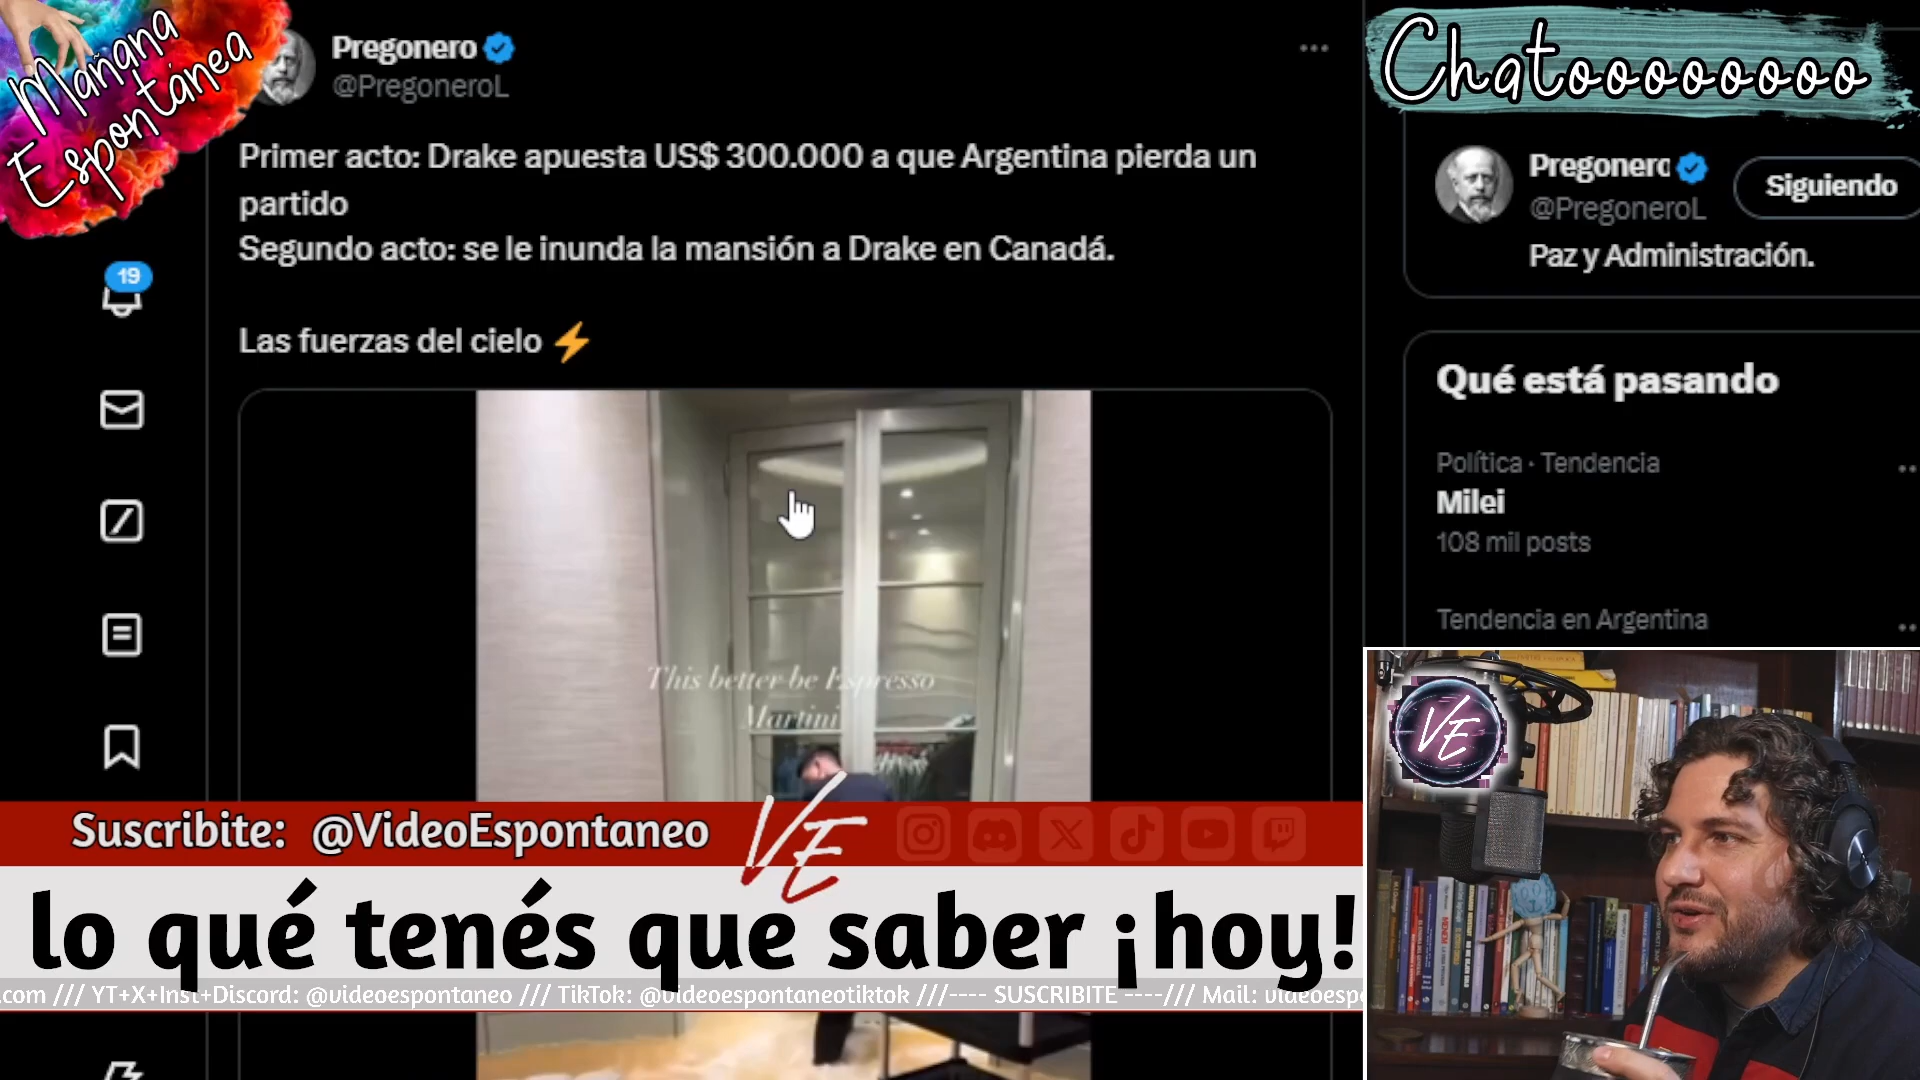 Mañana
Espontánea
Pregonero
@PregoneroL
Primer acto: Drake apuesta US$ 300.000 a que Argentina pierda un
partido
Segundo acto: se le inunda la mansión a Drake en Canadá.
Las fuerzas del cielo ⚡
19
This better be Espresso
Martini
Chatooooooooo
Pregonero
@PregoneroL
Siguiendo
Paz y Administración.
Qué está pasando
Política · Tendencia
Milei
108 mil posts
Tendencia en Argentina
VE
Suscribite: @VideoEspontaneo
VE
lo qué tenés que saber ¡hoy!
.com /// YT+X+Inst+Discord: @videoespontaneo /// TikTok: @videoespontaneotiktok ///---- SUSCRIBITE ----/// Mail: videoesp